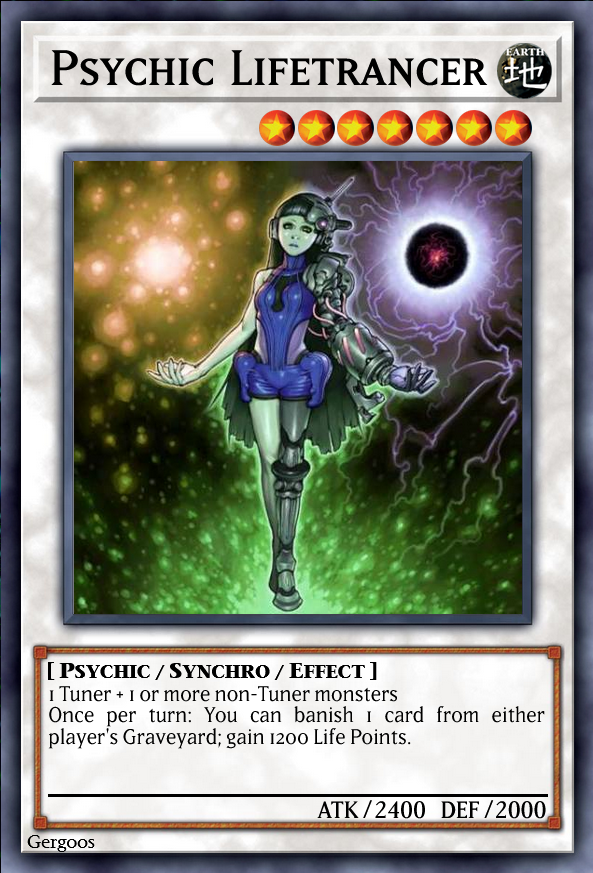 Psychic Lifetrancer
EARTH
地
[ Psychic / Synchro / Effect ]
1 Tuner + 1 or more non-Tuner monsters
Once per turn: You can banish 1 card from either
player's Graveyard; gain 1200 Life Points.
ATK / 2400 DEF / 2000
Gergoos